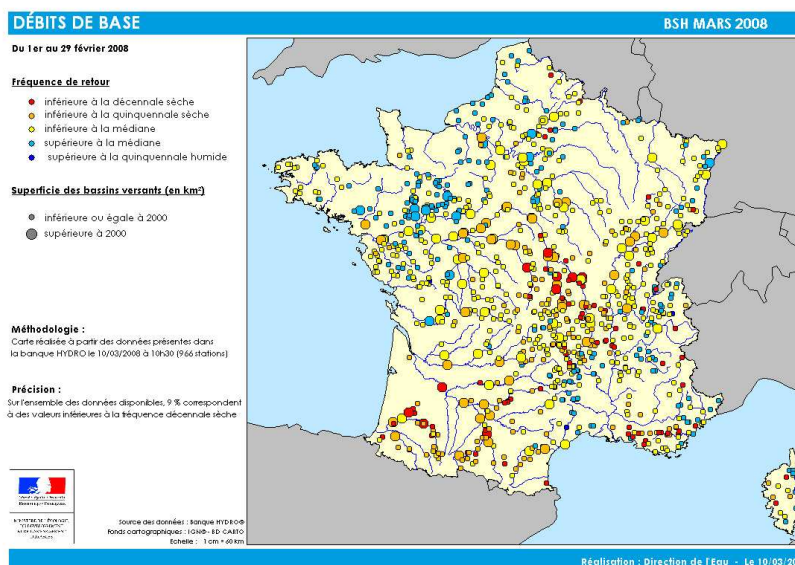 DÉBITS DE BASE
BSH MARS 2008
Du 1er au 29 février 2008
Fréquence de retour
inférieure à la décennale sèche
inférieure à la quinquennale sèche
inférieure à la médiane
supérieure à la médiane
supérieure à la quinquennale humide
Superficie des bassins versants (en km²)
inférieure ou égale à 2000
supérieure à 2000
Méthodologie :
Carte réalisée à partir des données présentes dans
la banque HYDRO le 10/03/2008 à 10h30 (966 stations)
Précision :
Sur l'ensemble des données disponibles, 9 % correspondent
à des valeurs inférieures à la fréquence décennale sèche
Source des données : Banque HYDRO®
Fonds cartographiques : IGN® - BD CARTO
Echelle : 1 cm = 60 km
Réalisation : Direction de l'Eau - Le 10/03/20